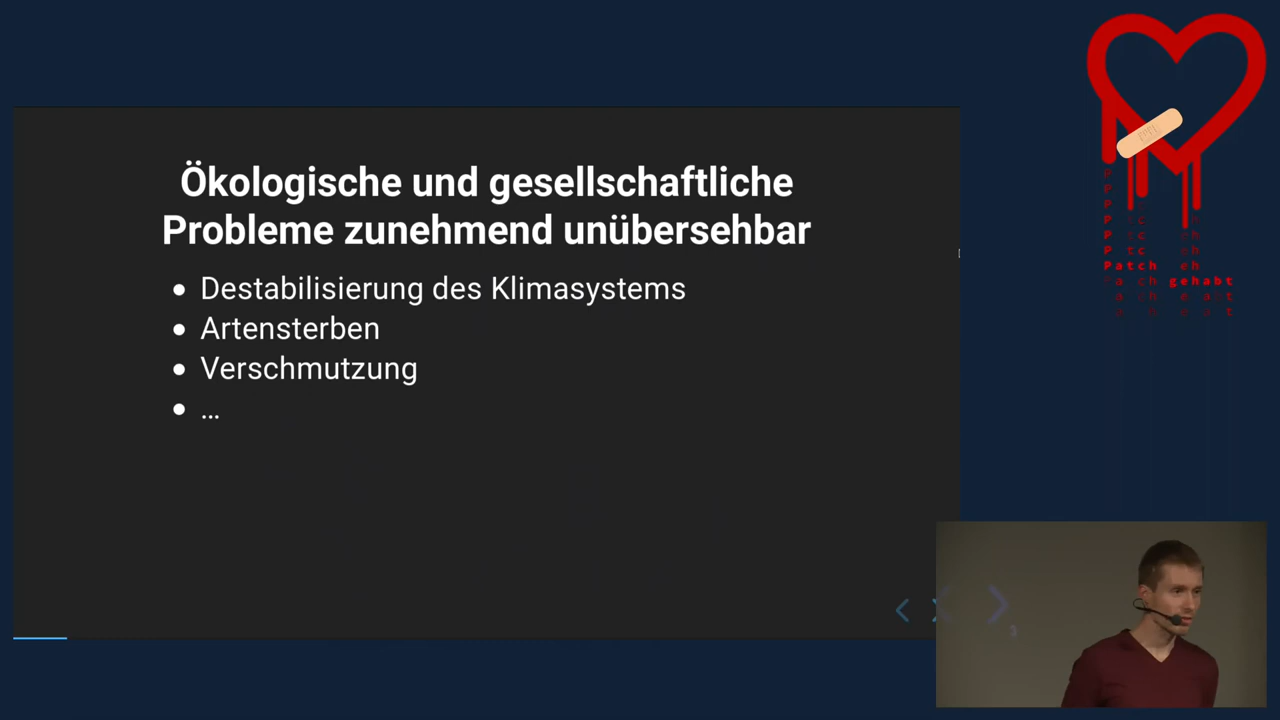 Ökologische und gesellschaftliche
Probleme zunehmend unübersehbar
• Destabilisierung des Klimasystems
• Artensterben
• Verschmutzung
• ...
Patch
gehabt